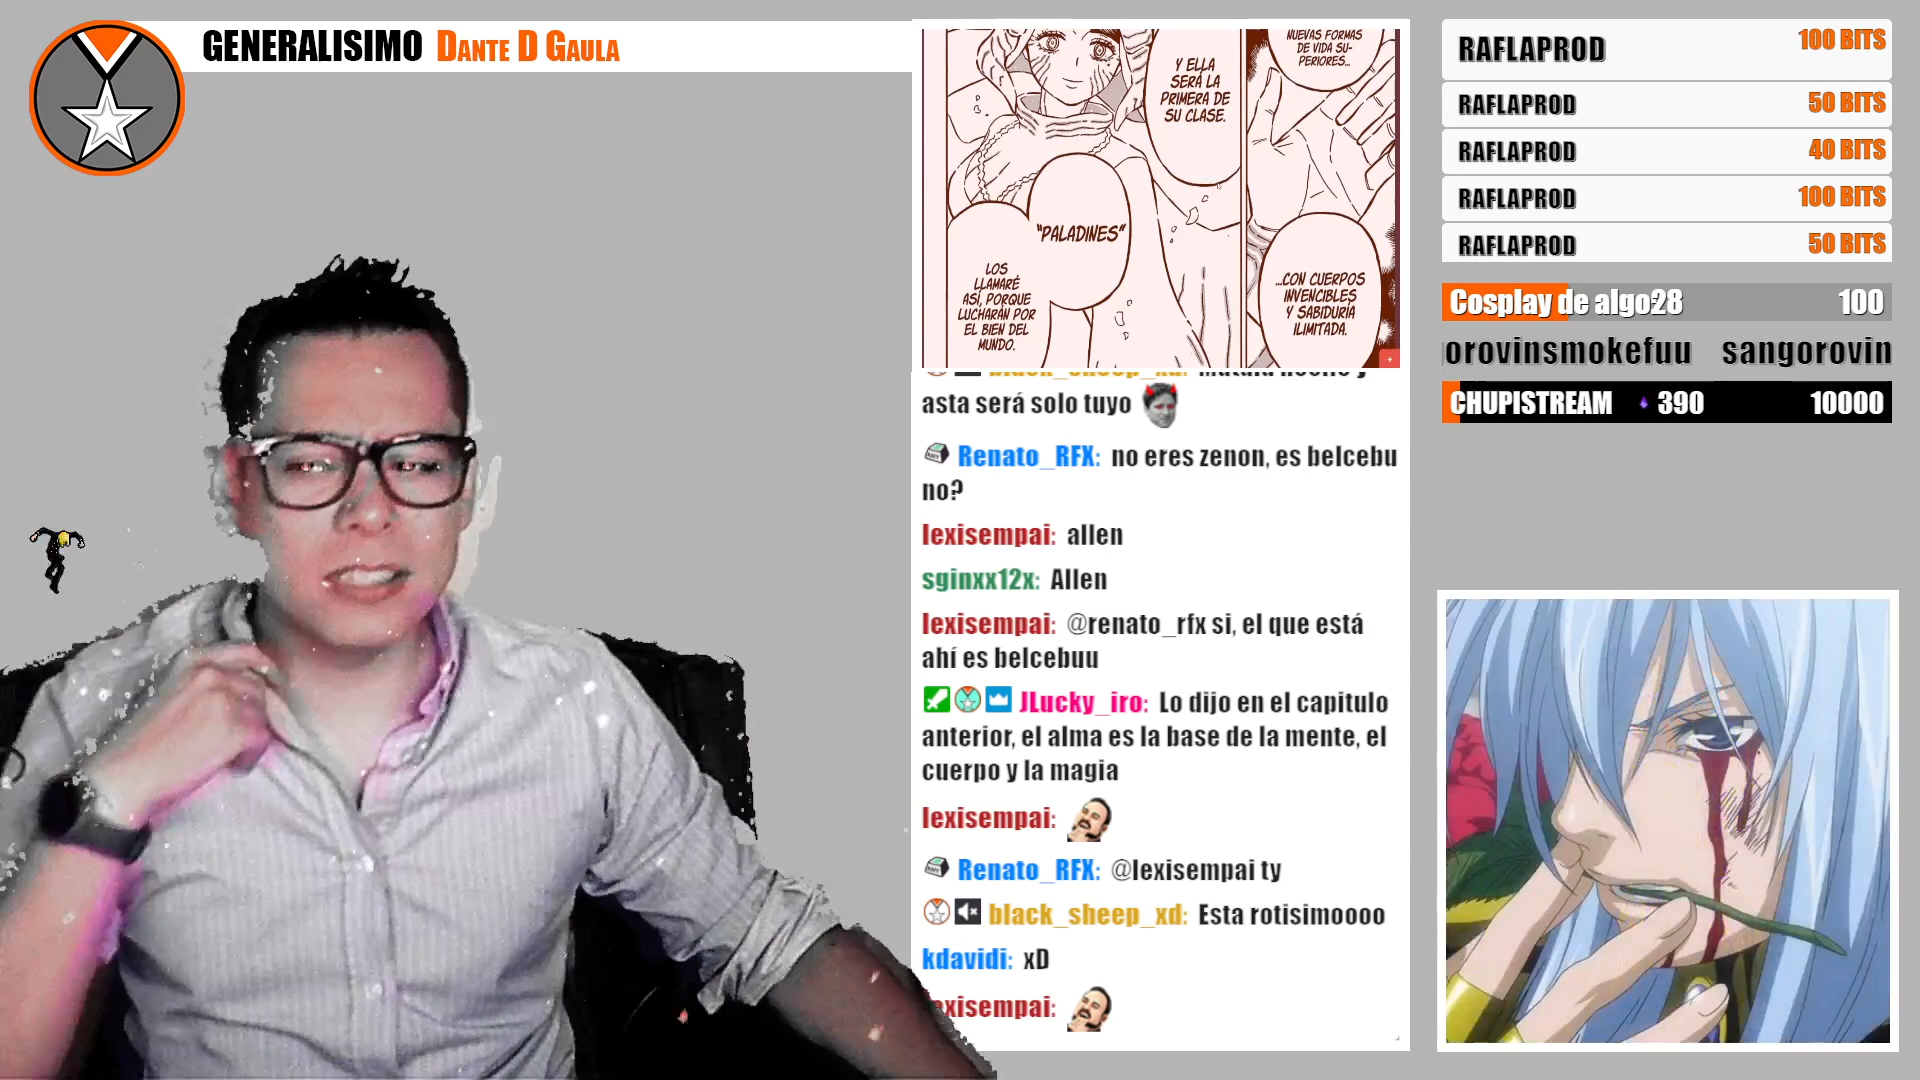 GENERALISIMO DANTE D GAULA
NUEVAS FORMAS
DE VIDA SU-
PERIORES...
Y ELLA
SERÁ LA
PRIMERA DE
SU CLASE.
"PALADINES"
LOS
LLAMARÉ
ASÍ, PORQUE
LUCHARÁN POR
EL BIEN DEL
MUNDO.
...CON CUERPOS
INVENCIBLES
Y SABIDURÍA
ILIMITADA.
asta será solo tuyo
Renato_RFX: no eres zenon, es belcebu
no?
lexisempai: allen
sginxx12x: Allen
lexisempai: @renato_rfx si, el que está
ahí es belcebuu
JLucky_iro: Lo dijo en el capitulo
anterior, el alma es la base de la mente, el
cuerpo y la magia
lexisempai:
Renato_RFX: @lexisempai ty
black_sheep_xd: Esta rotisimoooo
kdavidi: xD
exisempai:
RAFLAPROD 100 BITS
RAFLAPROD 50 BITS
RAFLAPROD 40 BITS
RAFLAPROD 100 BITS
RAFLAPROD 50 BITS
Cosplay de algo28 100
orovinsmokefuu sangorovin
CHUPISTREAM 390 10000